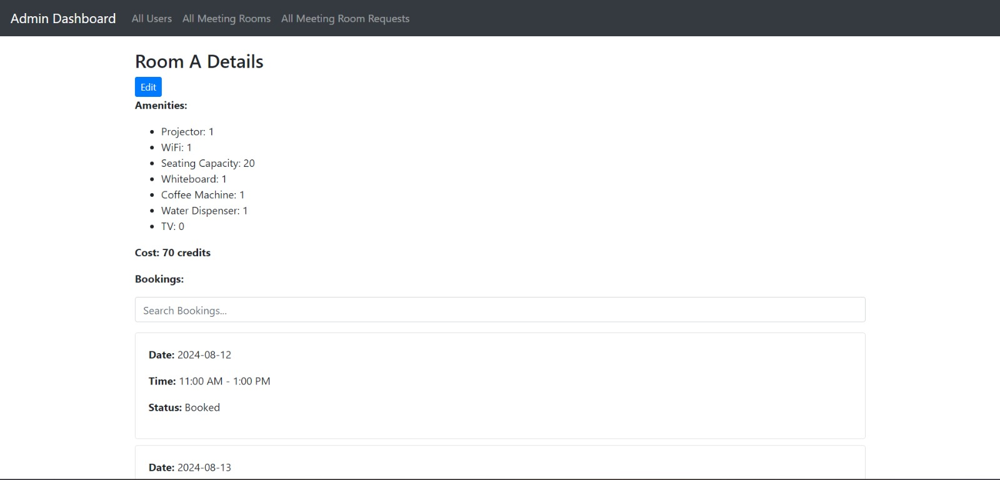 Admin Dashboard All Users All Meeting Rooms All Meeting Room Requests
Room A Details
Edit
Amenities:
Projector: 1
WiFi: 1
Seating Capacity: 20
Whiteboard: 1
Coffee Machine: 1
Water Dispenser: 1
TV: 0
Cost: 70 credits
Bookings:
Search Bookings...
Date: 2024-08-12
Time: 11:00 AM - 1:00 PM
Status: Booked
Date: 2024-08-13